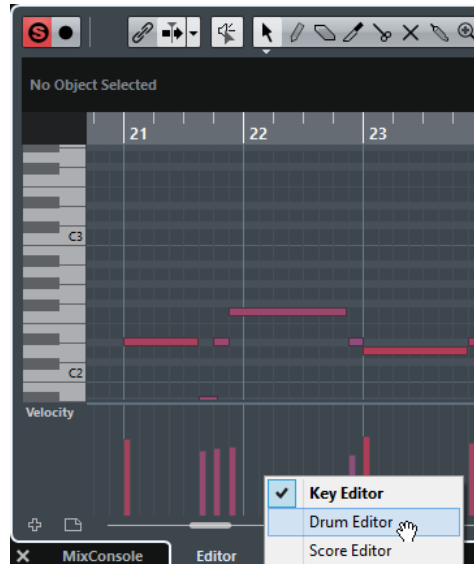 S
No Object Selected
21 22 23
C3
C2
Velocity
Key Editor
Drum Editor
Score Editor
MixConsole Editor